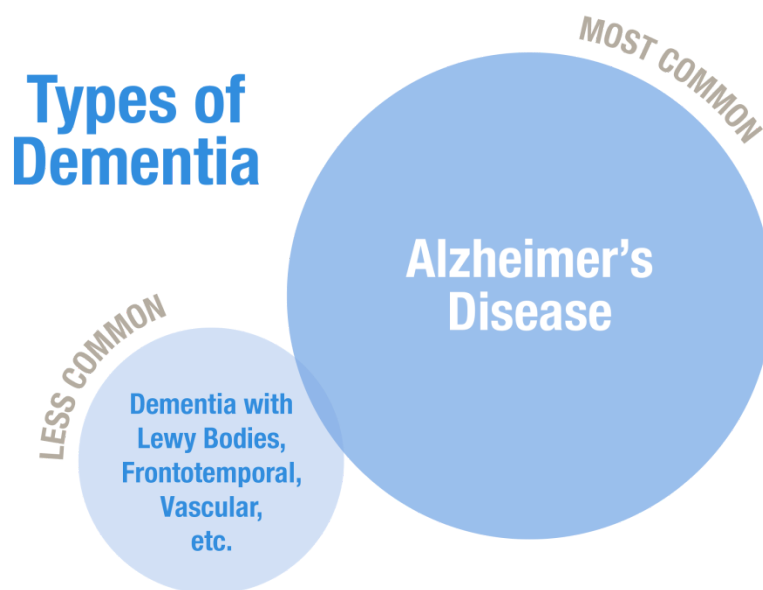 Types of
Dementia
MOST COMMON
Alzheimer’s
Disease
LESS COMMON
Dementia with
Lewy Bodies,
Frontotemporal,
Vascular,
etc.